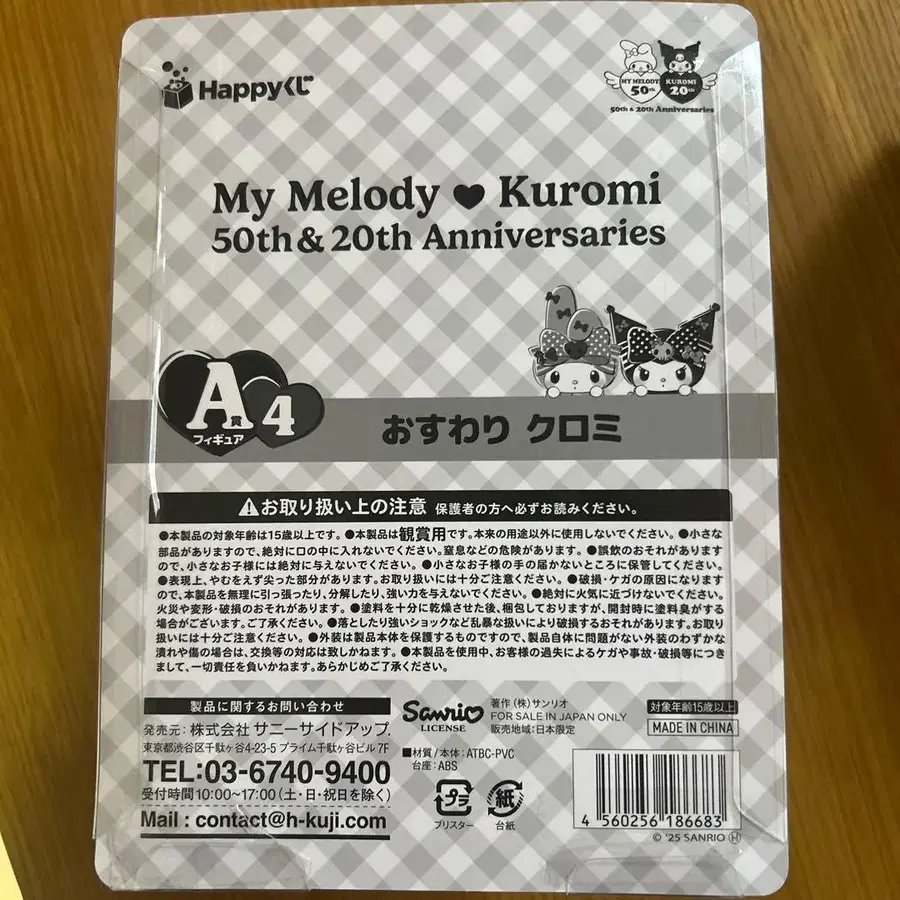 Happyくじ
MY MELODY 50th KUROMI 20th
50th & 20th Anniversaries
My Melody ♥ Kuromi
50th & 20th Anniversaries
A賞 4
フィギュア
おすわり クロミ
⚠お取り扱い上の注意 保護者の方へ必ずお読みください。
●本製品の対象年齢は15歳以上です。●本製品は観賞用です。本来の用途以外に使用しないでください。●小さな
部品がありますので、絶対に口の中に入れないでください。窒息などの危険があります。●誤飲のおそれがあります
ので、小さなお子様には絶対に与えないでください。●小さなお子様の手の届かないところに保管してください。
●表現上、やむをえず尖った部分があります。お取り扱いには十分ご注意ください。●破損・ケガの原因になります
ので、本製品を無理に引っ張ったり、分解したり、強い力を与えないでください。●絶対に火気に近づけないでください。
火災や変形・破損のおそれがあります。●塗料を十分に乾燥させた後、梱包しておりますが、開封時に塗料臭がする
場合がございます。ご了承ください。●落としたり強いショックなど乱暴な扱いにより破損するおそれがあります。お取り
扱いには十分ご注意ください。●外装は製品本体を保護するものですので、製品自体に問題がない外装のわずかな
潰れや傷の場合は、交換等の対応は致しかねます。●本製品を使用中、お客様の過失によるケガや事故・破損等につき
まして、一切責任を負いかねます。あらかじめご了承ください。
製品に関するお問い合わせ
発売元：株式会社 サニーサイドアップ
東京都渋谷区千駄ヶ谷4-23-5 プライム千駄ヶ谷ビル 7F
TEL:03-6740-9400
受付時間 10:00~17:00（土・日・祝日を除く）
Mail : contact@h-kuji.com
Sanrio
LICENSE
著作（株）サンリオ
FOR SALE IN JAPAN ONLY
販売地域：日本限定
■材質／本体：ATBC-PVC
台座：ABS
プラ
ブリスター
紙
台紙
対象年齢15歳以上
MADE IN CHINA
4 560256 186683
© '25 SANRIO Ⓗ